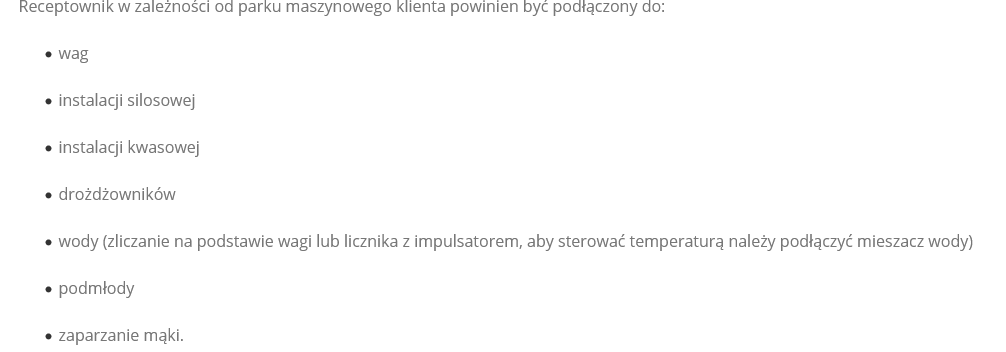 Receptownik w zależności od parku maszynowego klienta powinien być podłączony do:
• wag
• instalacji silosowej
• instalacji kwasowej
• drożdżowników
• wody (zliczanie na podstawie wagi lub licznika z impulsatorem, aby sterować temperaturą należy podłączyć mieszacz wody)
• podmłody
• zaparzanie mąki.